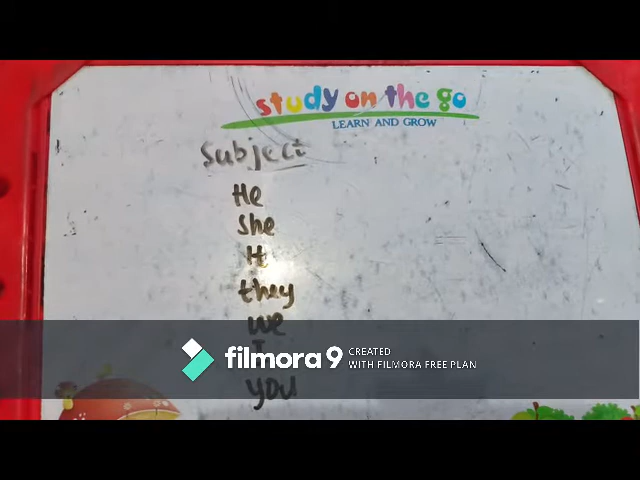 study on the go
LEARN AND GROW
Subject
He
She
It
they
we
I
you
filmora 9 CREATED
WITH FILMORA FREE PLAN